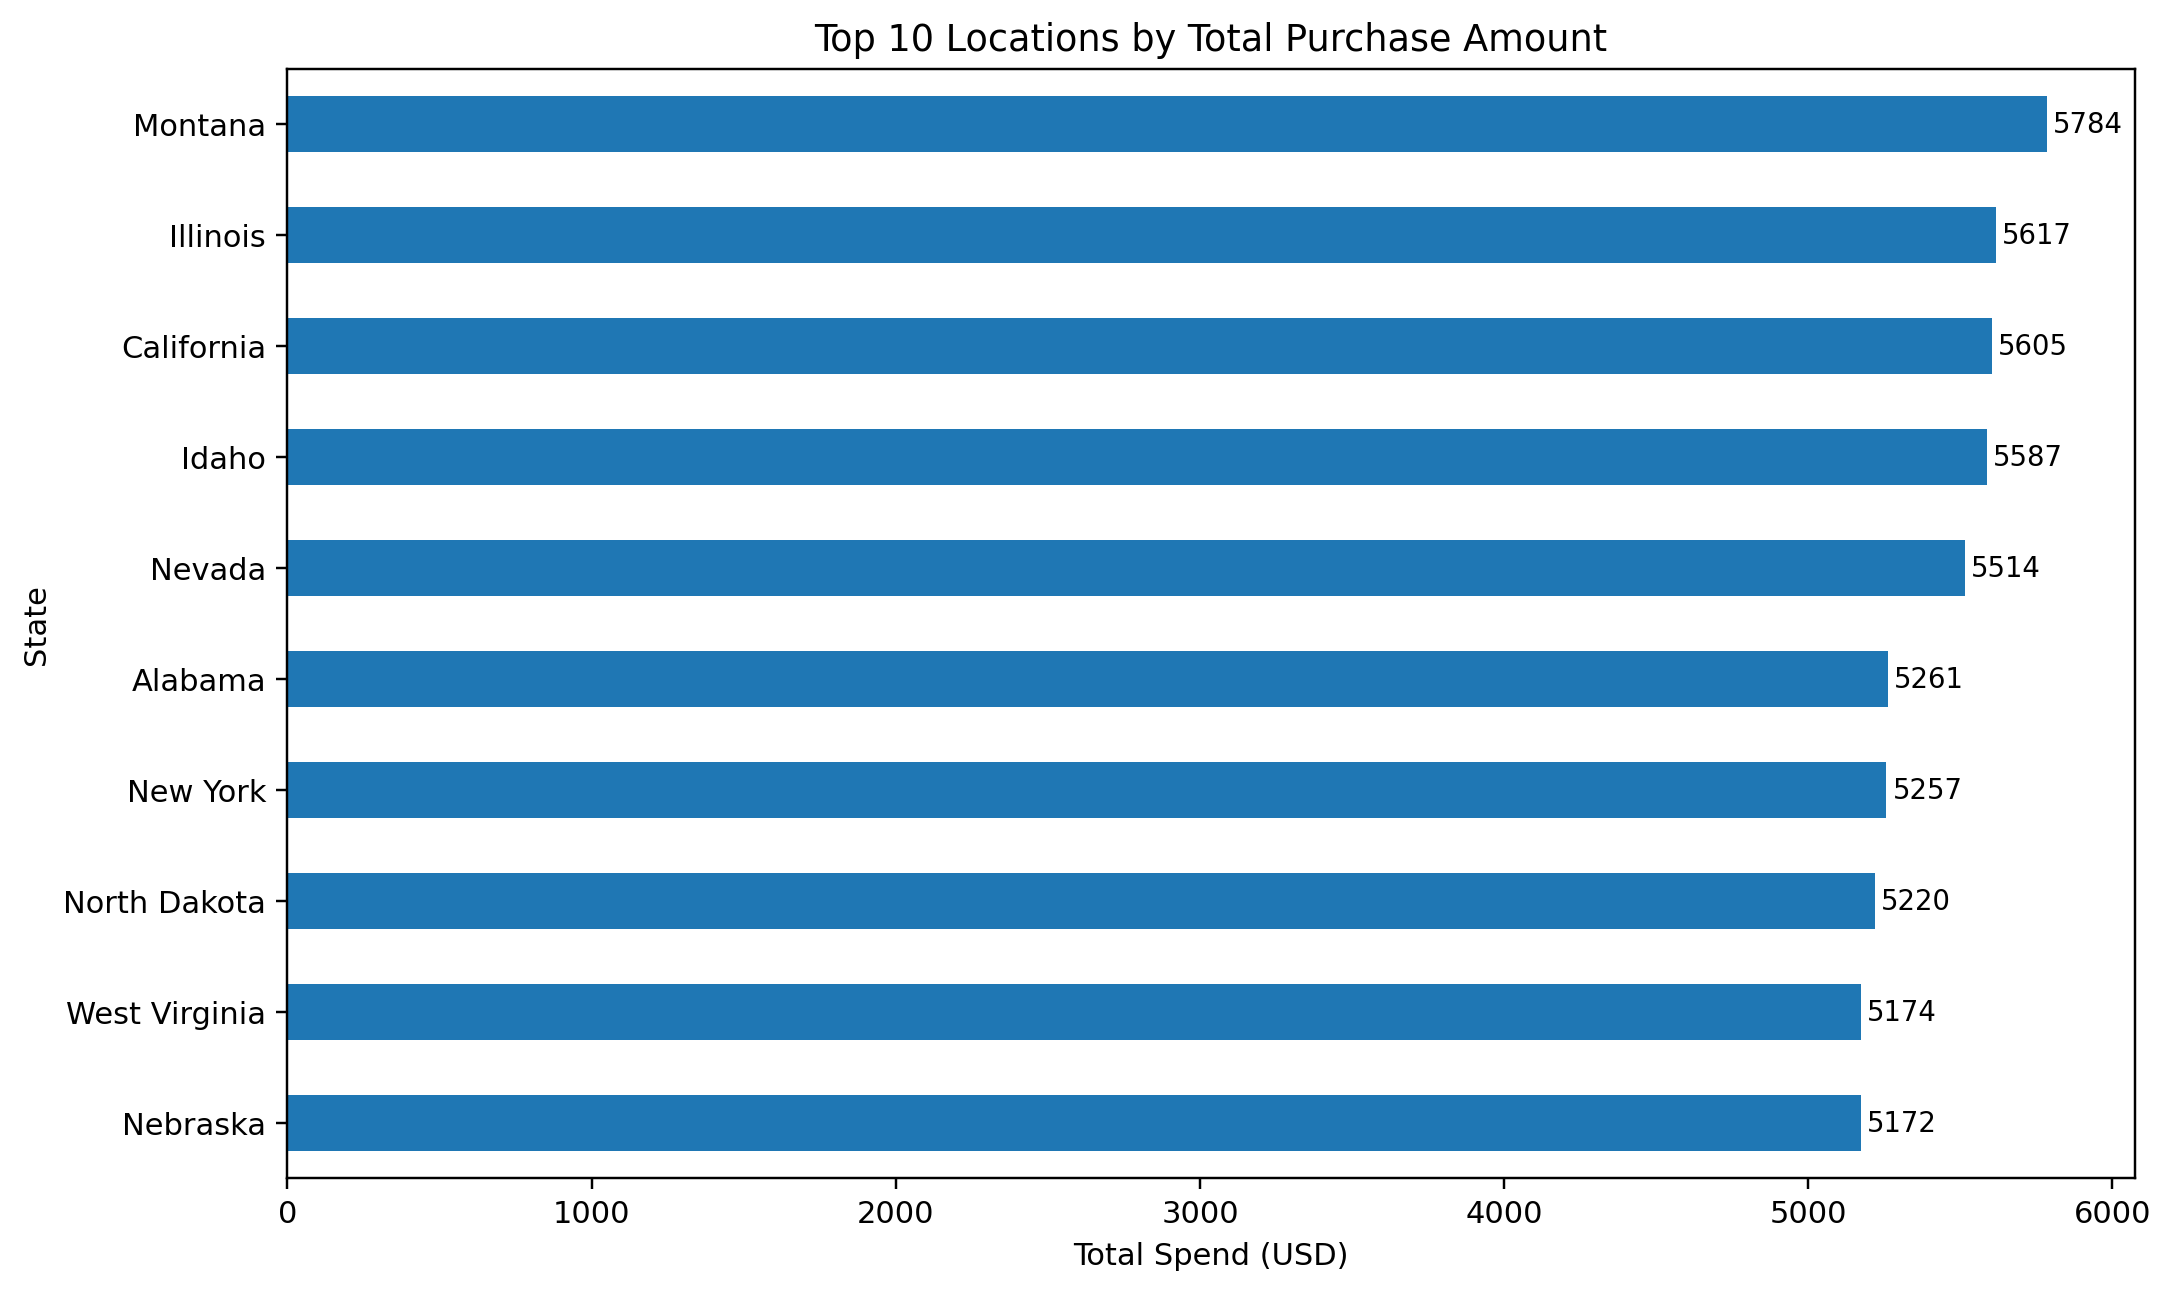 Top 10 Locations by Total Purchase Amount
Montana 5784
Illinois 5617
California 5605
Idaho 5587
Nevada 5514
State
Alabama 5261
New York 5257
North Dakota 5220
West Virginia 5174
Nebraska 5172
0 1000 2000 3000 4000 5000 6000
Total Spend (USD)